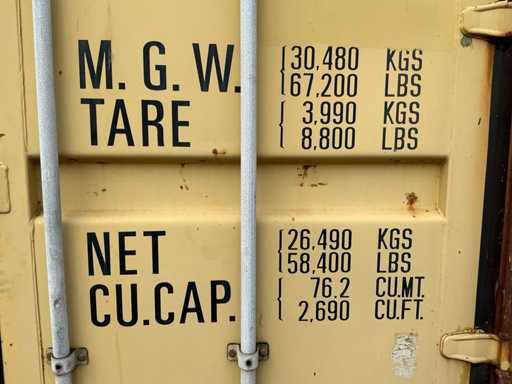 M. G. W. 30,480 KGS
67,200 LBS
TARE 3,990 KGS
8,800 LBS
NET 26,490 KGS
58,400 LBS
CU.CAP. 76.2 CU.MT.
2,690 CU.FT.